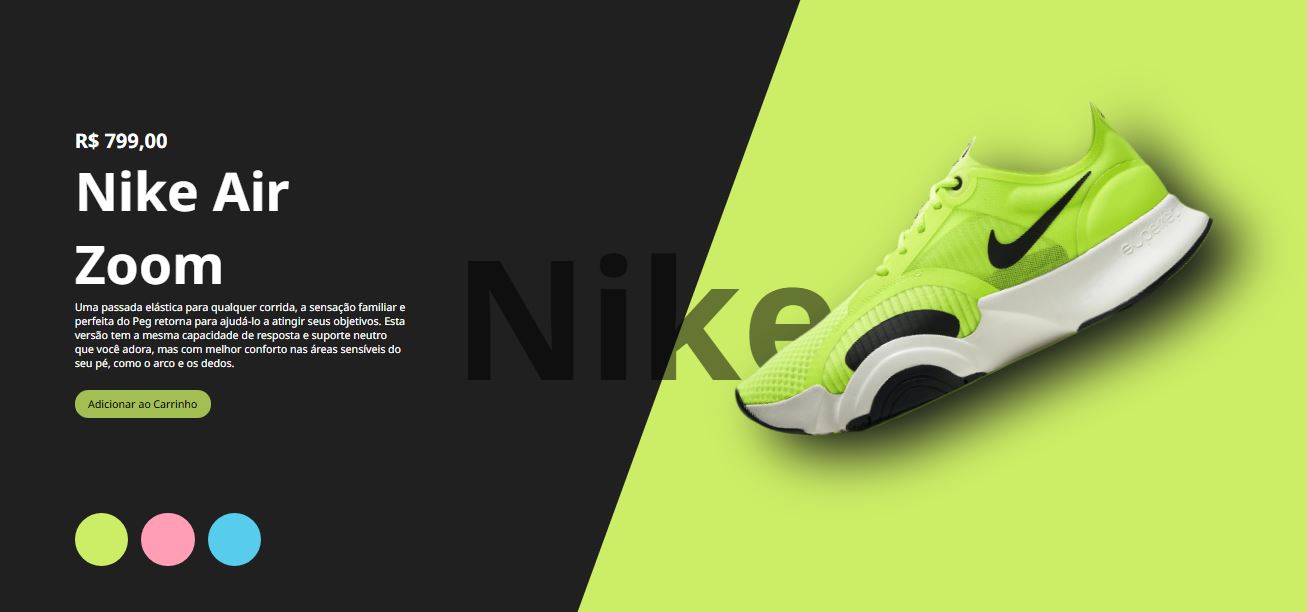 R$ 799,00
Nike Air
Zoom
Uma passada elástica para qualquer corrida, a sensação familiar e
perfeita do Peg retorna para ajudá-lo a atingir seus objetivos. Esta
versão tem a mesma capacidade de resposta e suporte neutro
que você adora, mas com melhor conforto nas áreas sensíveis do
seu pé, como o arco e os dedos.
Adicionar ao Carrinho
Nike
superrep